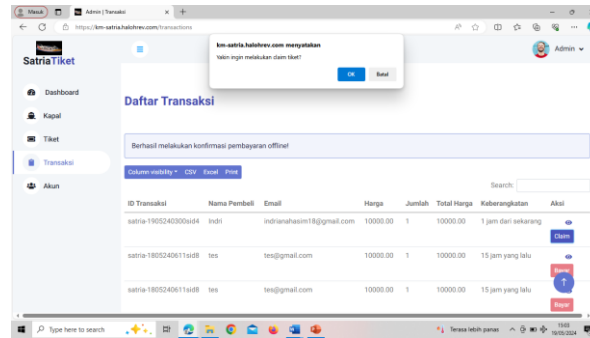 Masuk
Admin | Transaksi
https://km-satria.halohrev.com/transactions
km-satria.halohrev.com menyatakan
Yakin ingin melakukan claim tiket?
OK
Batal
SatriaTiket
Admin
Dashboard
Kapal
Tiket
Transaksi
Akun
Daftar Transaksi
Berhasil melakukan konfirmasi pembayaran offline!
Column visibility CSV Excel Print
Search:
ID Transaksi Nama Pembeli Email Harga Jumlah Total Harga Keberangkatan Aksi
satria-1905240300sid4 Indri indrianahasim18@gmail.com 10000.00 1 10000.00 1 jam dari sekarang
Claim
satria-1805240611sid8 tes tes@gmail.com 10000.00 1 10000.00 15 jam yang lalu
Bayar
satria-1805240611sid8 tes tes@gmail.com 10000.00 1 10000.00 15 jam yang lalu
Bayar
Type here to search
Terasa lebih panas
19/05/2024